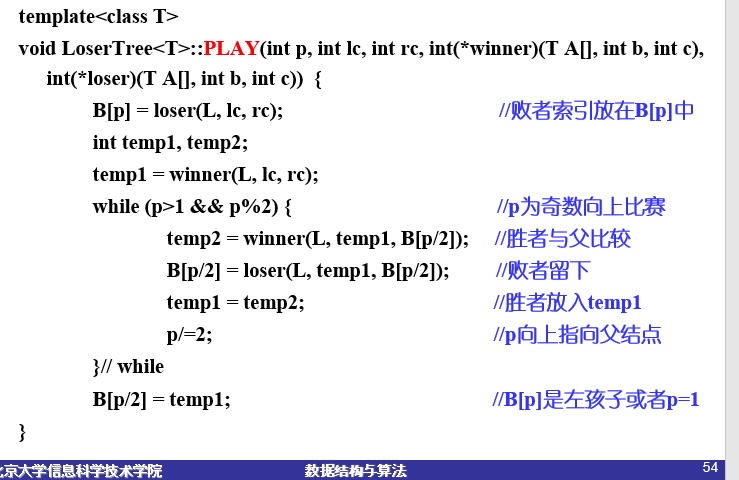 template<class T>
void LoserTree<T>::PLAY(int p, int lc, int rc, int(*winner)(T A[], int b, int c),
int(*loser)(T A[], int b, int c)) {
B[p] = loser(L, lc, rc); //败者索引放在B[p]中
int temp1, temp2;
temp1 = winner(L, lc, rc);
while (p>1 && p%2) { //p为奇数向上比赛
temp2 = winner(L, temp1, B[p/2]); //胜者与父比较
B[p/2] = loser(L, temp1, B[p/2]); //败者留下
temp1 = temp2; //胜者放入temp1
p/=2; //p向上指向父结点
}// while
B[p/2] = temp1; //B[p]是左孩子或者p=1
}
京大学信息科学技术学院 数据结构与算法 54